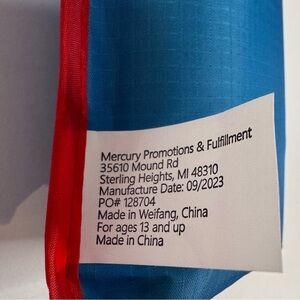 Mercury Promotions & Fulfillment
35610 Mound Rd
Sterling Heights, MI 48310
Manufacture Date: 09/2023
PO# 128704
Made in Weifang, China
For ages 13 and up
Made in China